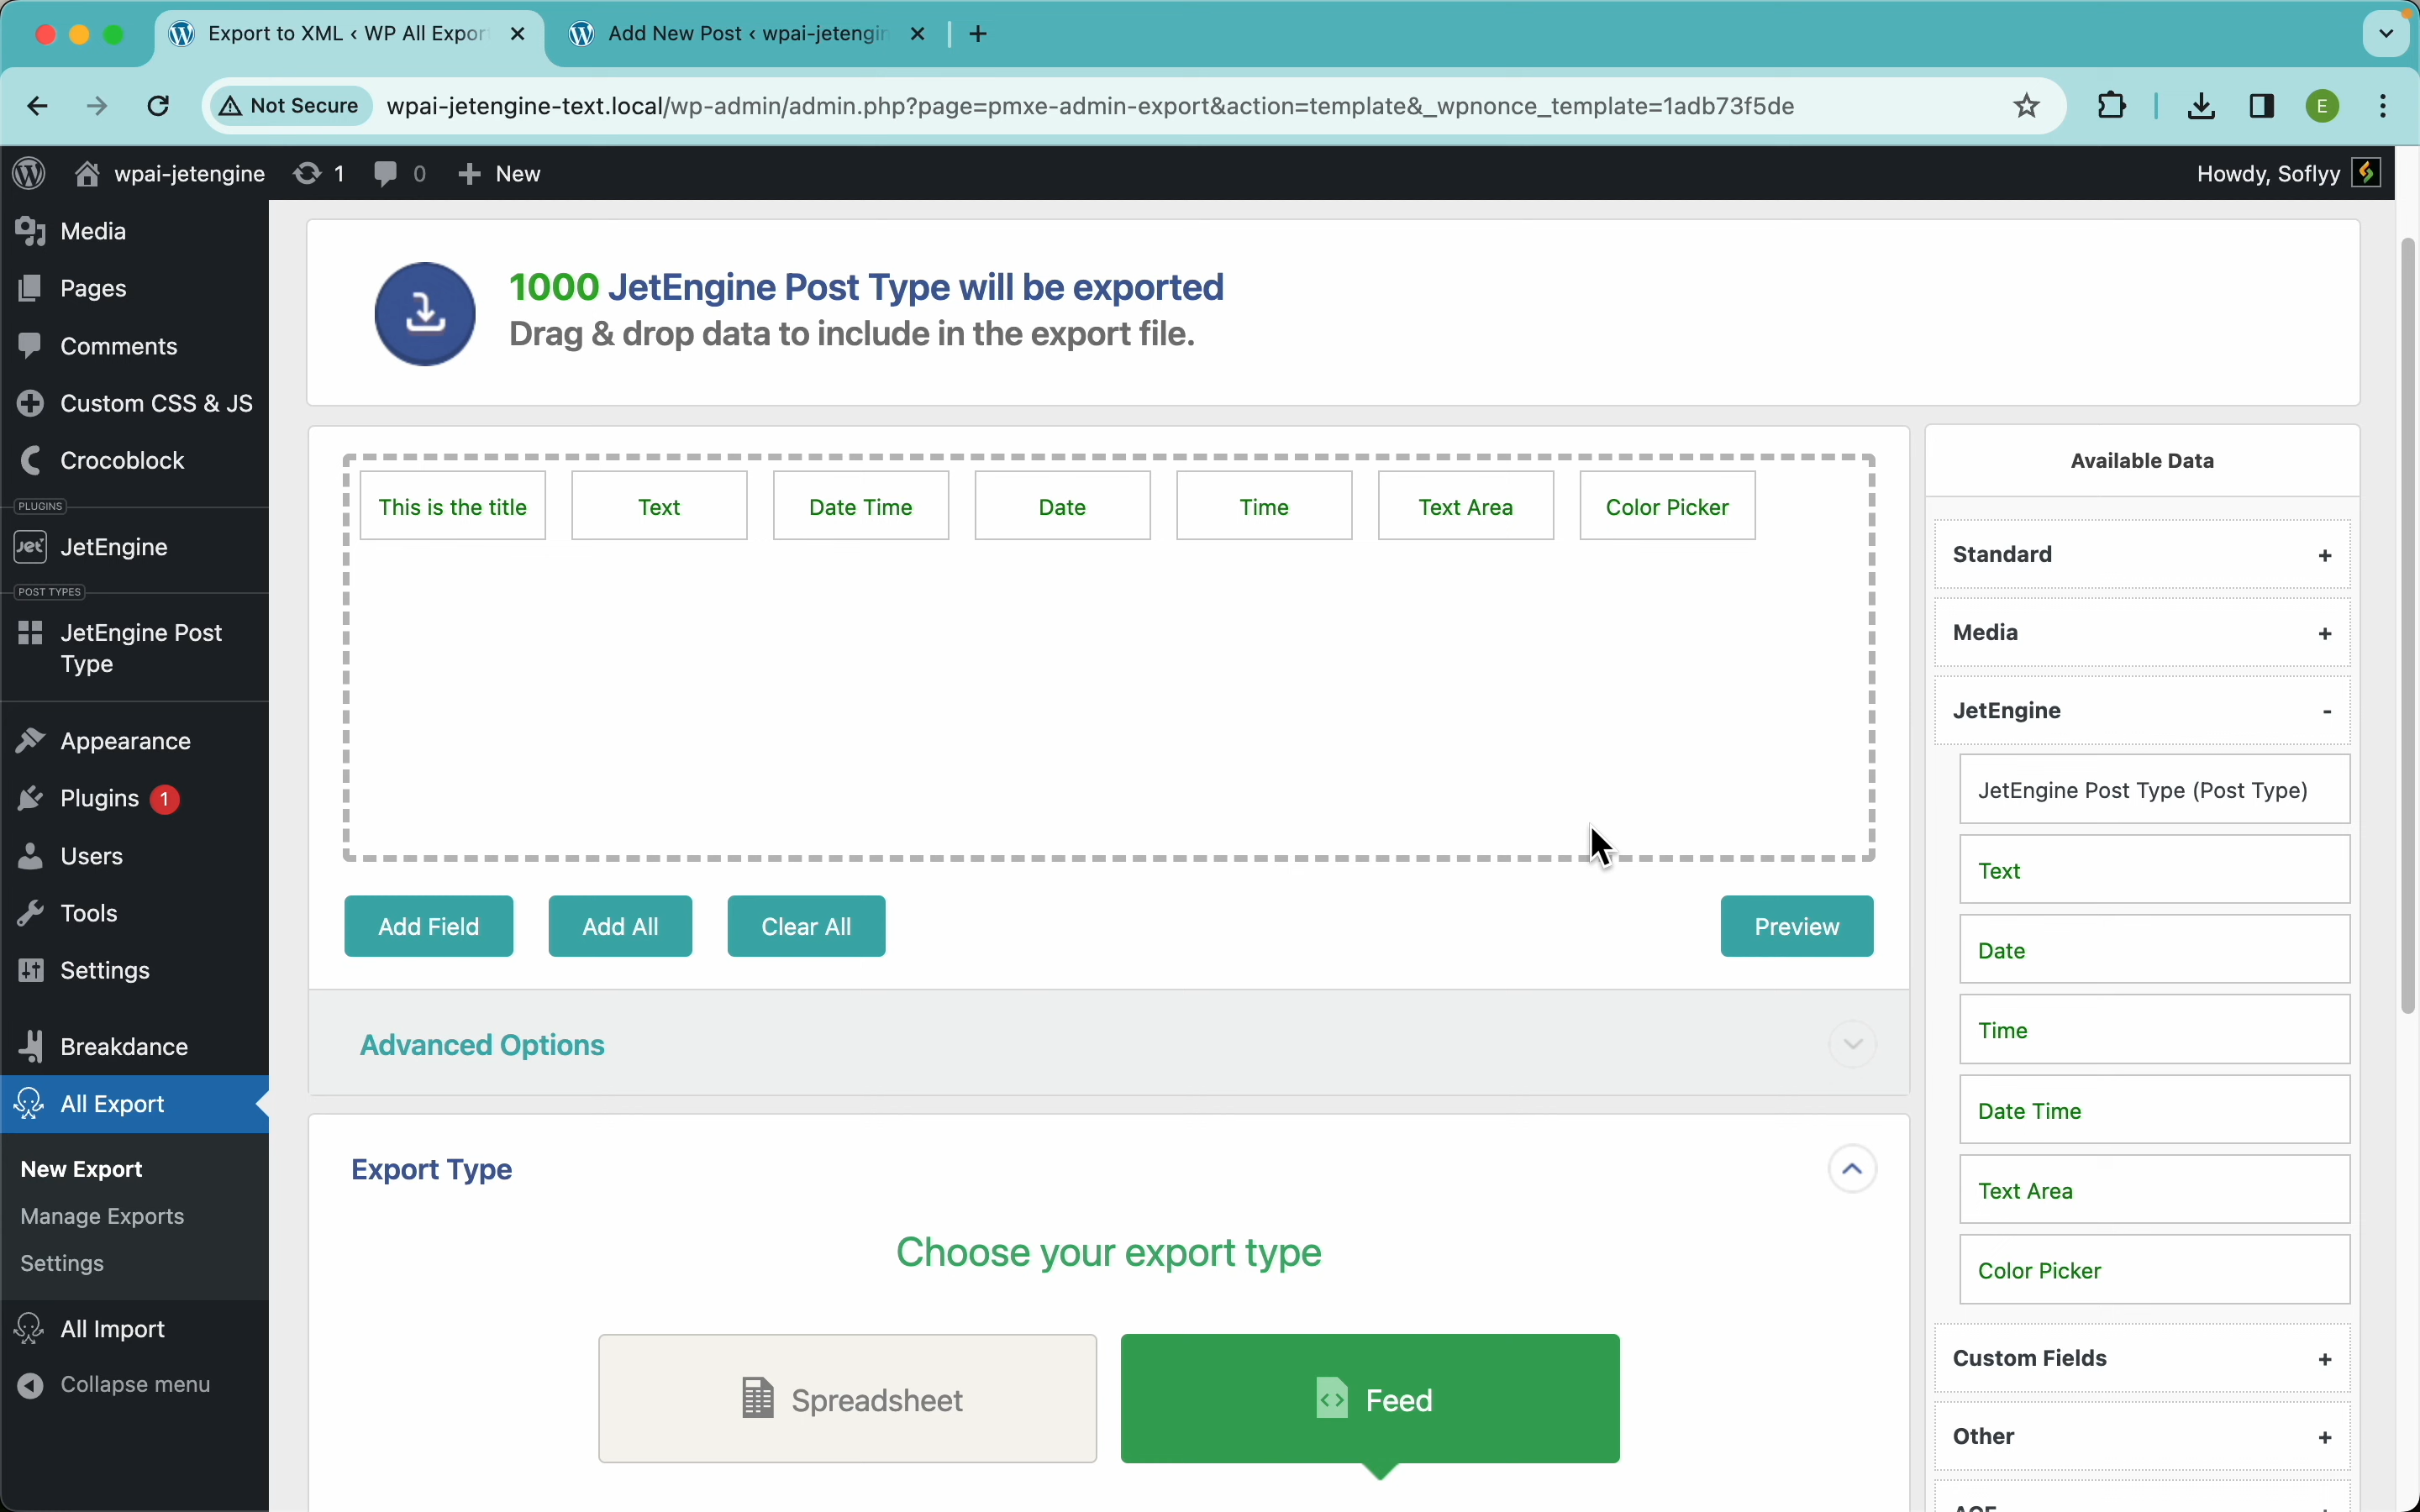 Export to XML ‹ WP All Expor
Add New Post ‹ wpai-jetengin
Not Secure
wpai-jetengine-text.local/wp-admin/admin.php?page=pmxe-admin-export&action=template&_wpnonce_template=1adb73f5de
E
wpai-jetengine
1
0
New
Howdy, Soflyy
Media
Pages
Comments
Custom CSS & JS
Crocoblock
PLUGINS
Jet
JetEngine
POST TYPES
JetEngine Post
Type
Appearance
Plugins 1
Users
Tools
Settings
Breakdance
All Export
New Export
Manage Exports
Settings
All Import
Collapse menu
1000 JetEngine Post Type will be exported
Drag & drop data to include in the export file.
This is the title
Text
Date Time
Date
Time
Text Area
Color Picker
Add Field
Add All
Clear All
Preview
Advanced Options
Export Type
Choose your export type
Spreadsheet
Feed
Available Data
Standard +
Media +
JetEngine -
JetEngine Post Type (Post Type)
Text
Date
Time
Date Time
Text Area
Color Picker
Custom Fields +
Other +